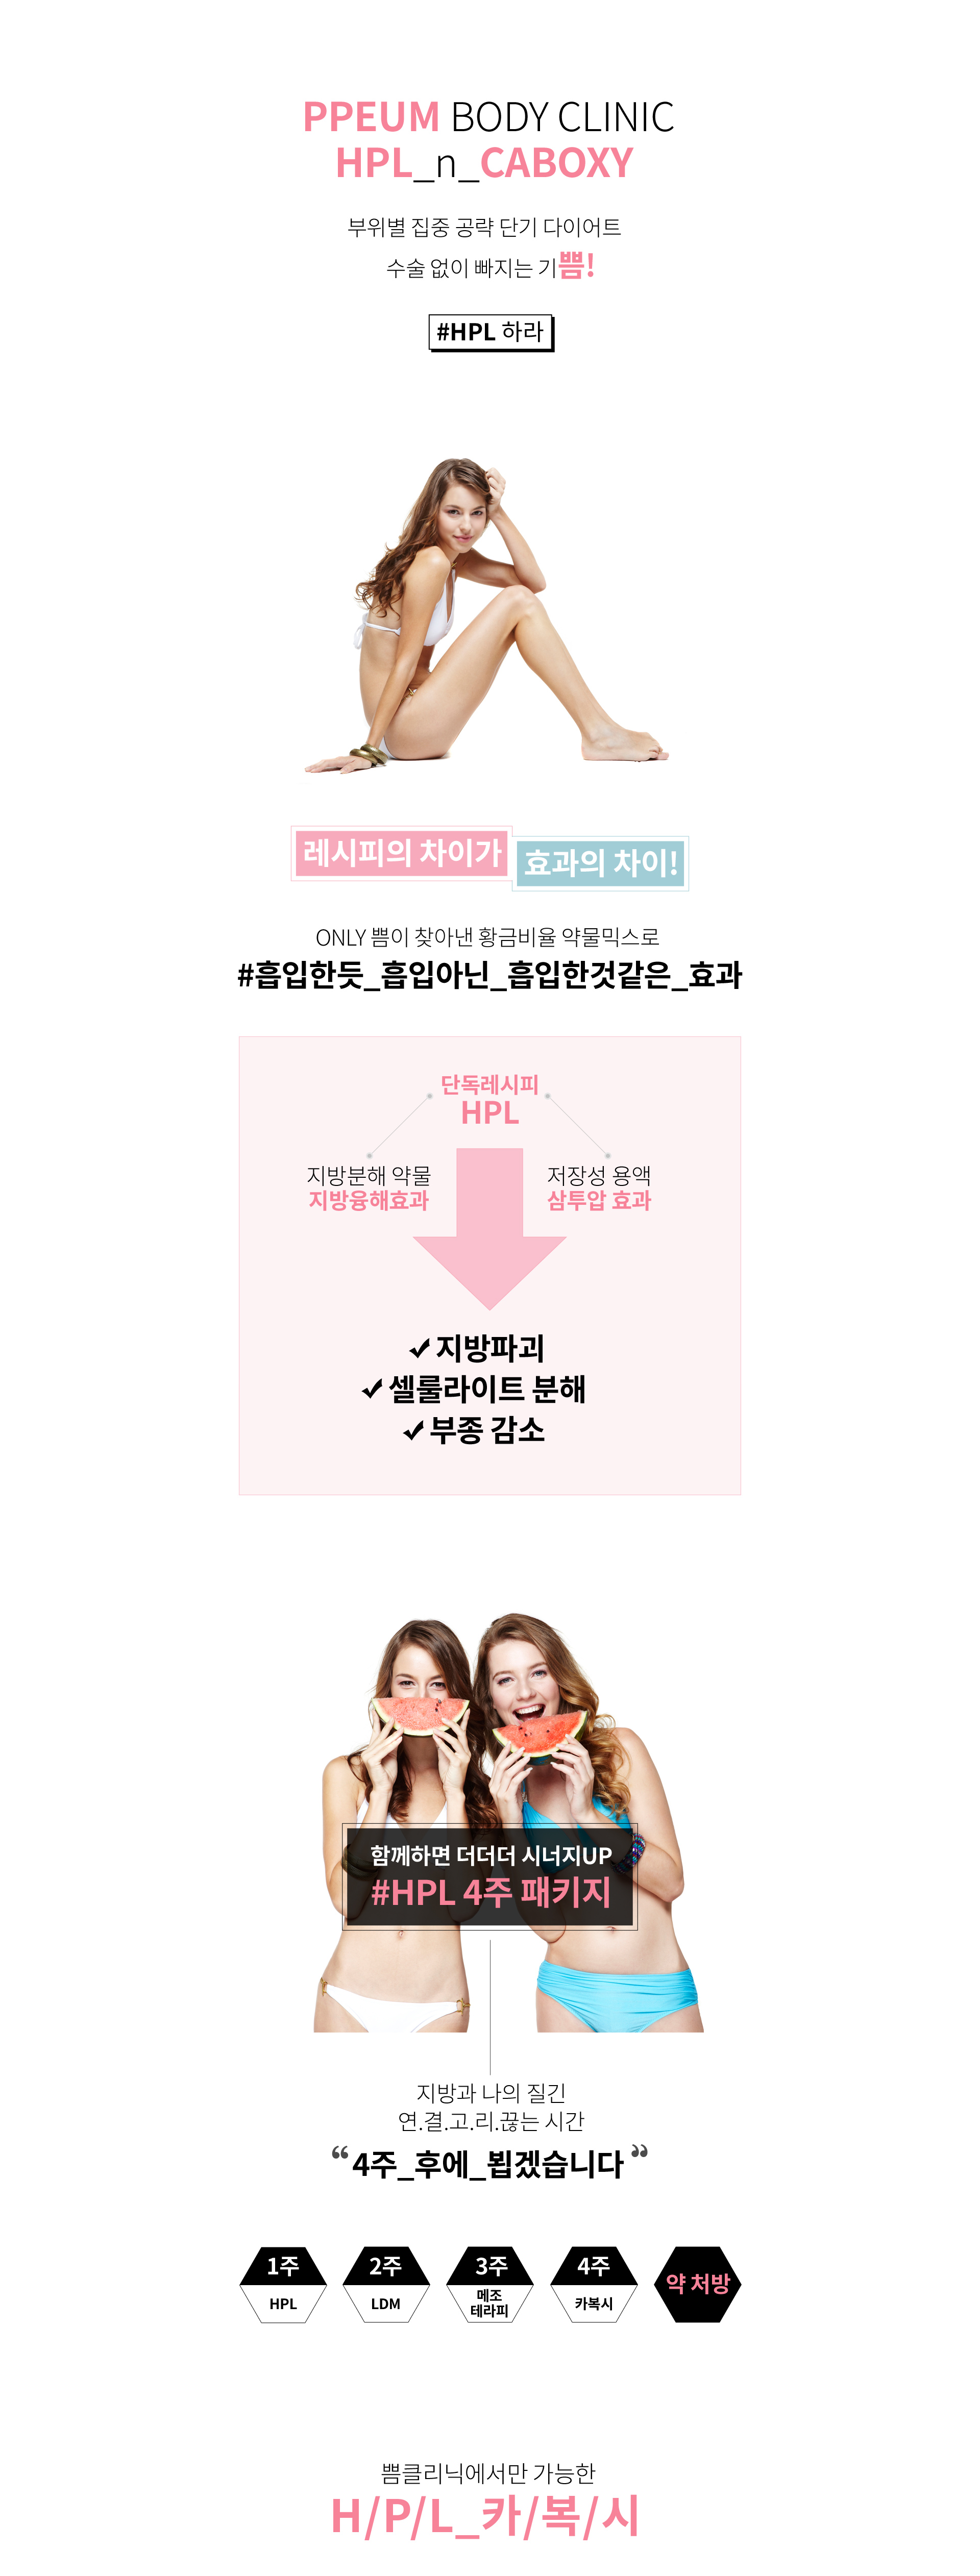 PPEUM BODY CLINIC
HPL_n_CABOXY
부위별 집중 공략 단기 다이어트
수술 없이 빠지는 기쁨!
#HPL 하라
레시피의 차이가
효과의 차이!
ONLY 쁨이 찾아낸 황금비율 약물믹스로
#흡입한듯_흡입아닌_흡입한것같은_효과
단독레시피
HPL
지방분해 약물
지방융해효과
저장성 용액
삼투압 효과
지방파괴
셀룰라이트 분해
부종 감소
함께하면 더더더 시너지UP
#HPL 4주 패키지
지방과 나의 질긴
연.결.고.리.끊는 시간
“4주_후에_뵙겠습니다”
1주
HPL
2주
LDM
3주
메조
테라피
4주
카복시
약 처방
쁨클리닉에서만 가능한
H/P/L_카/복/시